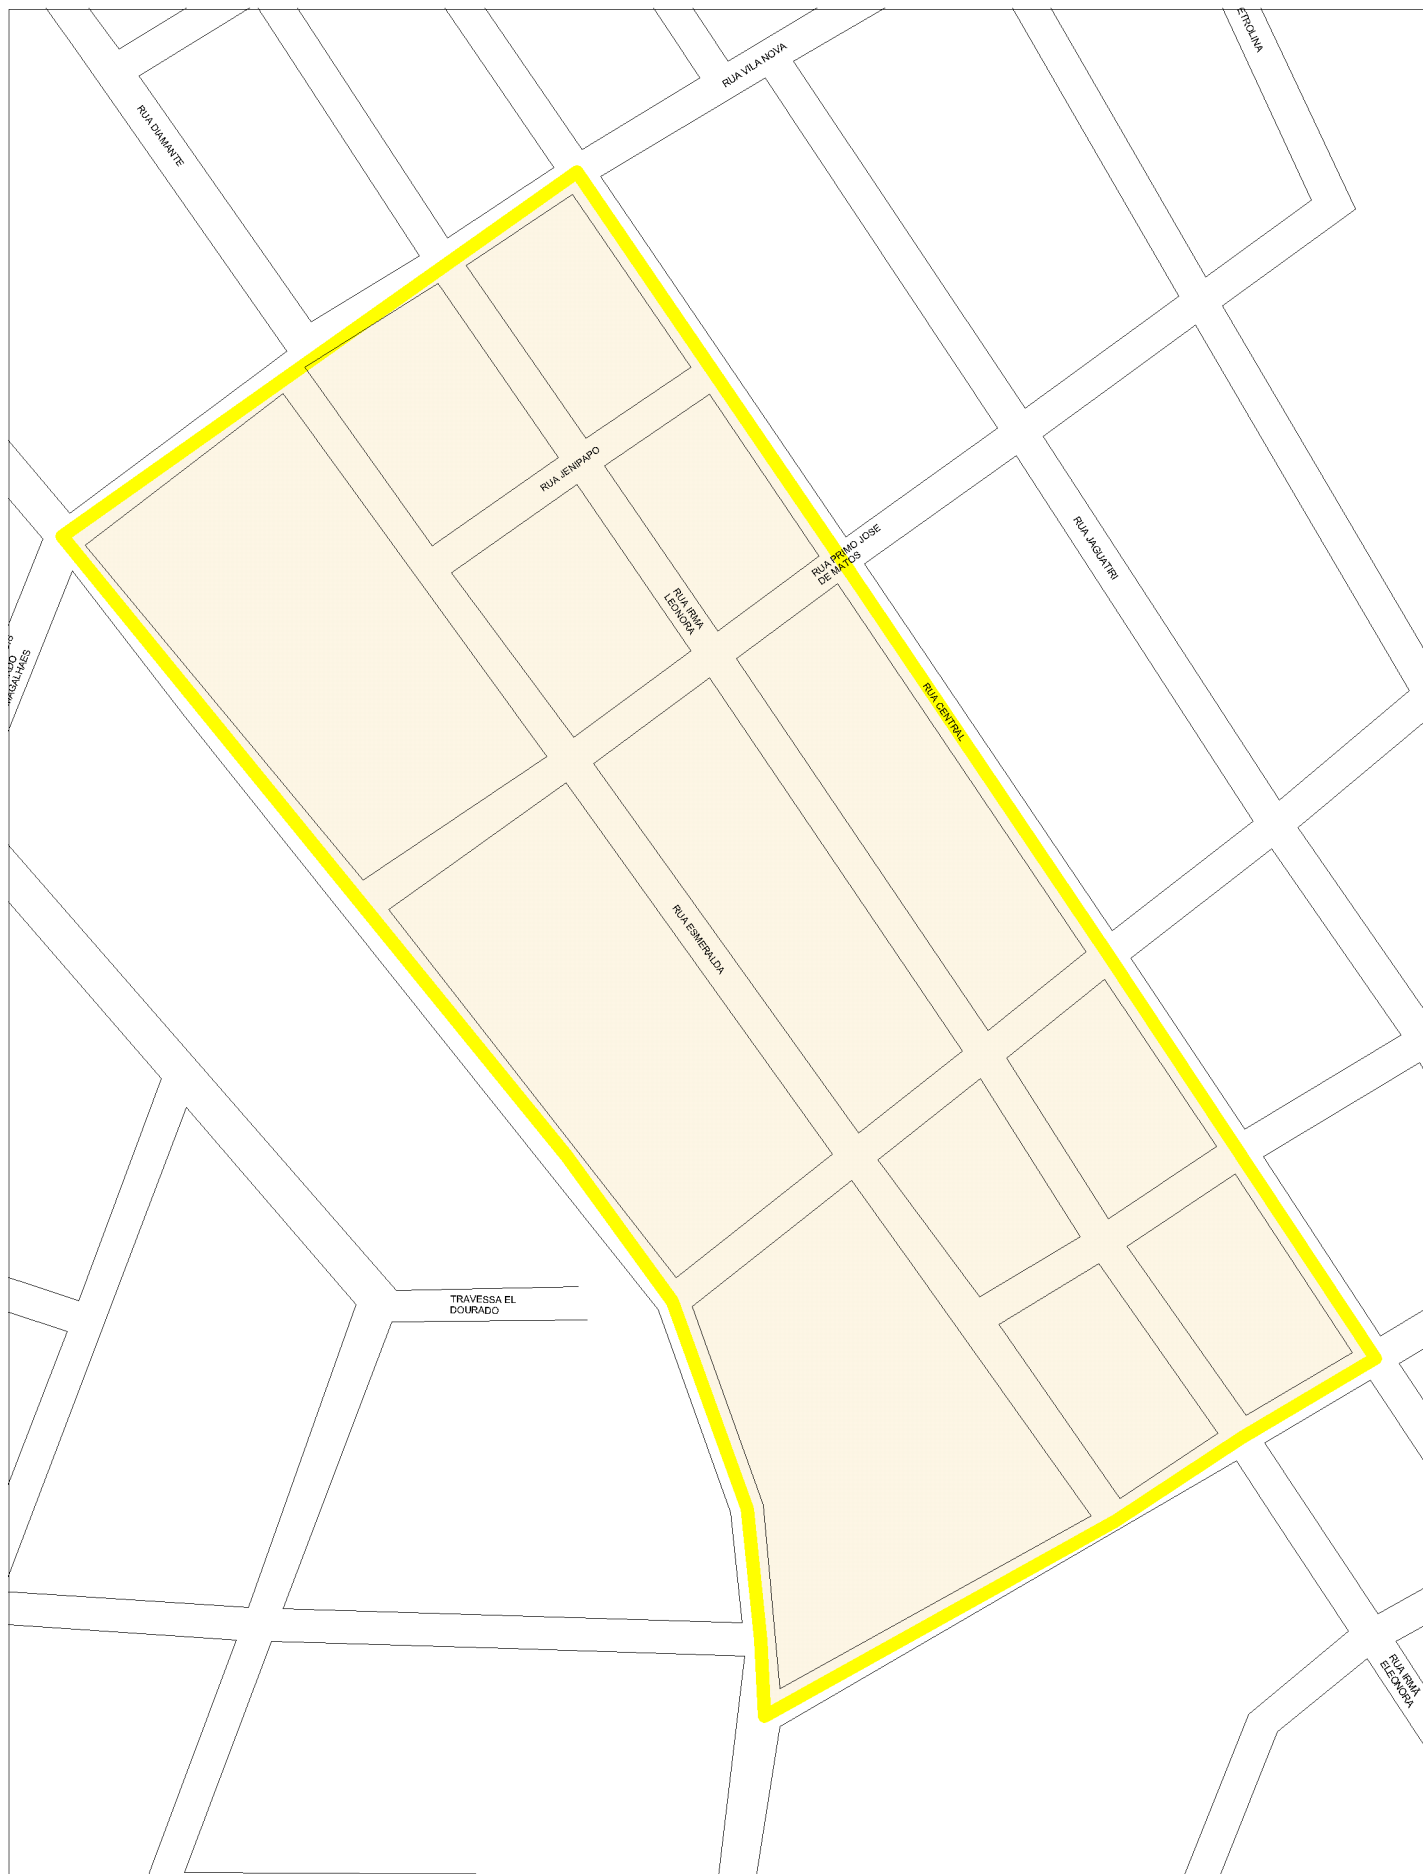 ETROLINA
RUA VILA NOVA
RUA DIAMANTE
RUA JENIPAPO
RUA PRIMO JOSE
DE MATOS
RUA JAGUATIRI
RUA IRMA
LEONORA
MAGALHAES
RUA CENTRAL
RUA ESMERALDA
TRAVESSA EL
DOURADO
RUA IRMÃ
ELEONORA